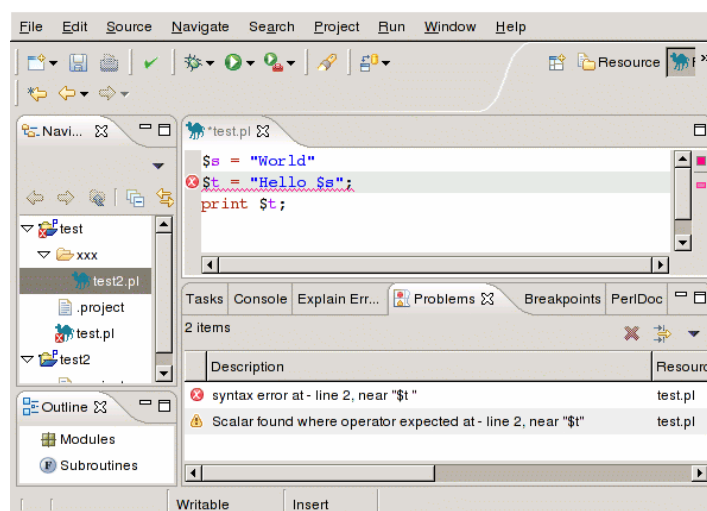 File Edit Source Navigate Search Project Run Window Help
Resource
Navi...
*test.pl
$s = "World"
$t = "Hello $s";
print $t;
test
xxx
test2.pl
.project
test.pl
test2
Tasks Console Explain Err... Problems Breakpoints PerlDoc
2 items
Description Resourc
syntax error at - line 2, near "$t " test.pl
Scalar found where operator expected at - line 2, near "$t" test.pl
Outline
Modules
Subroutines
Writable Insert